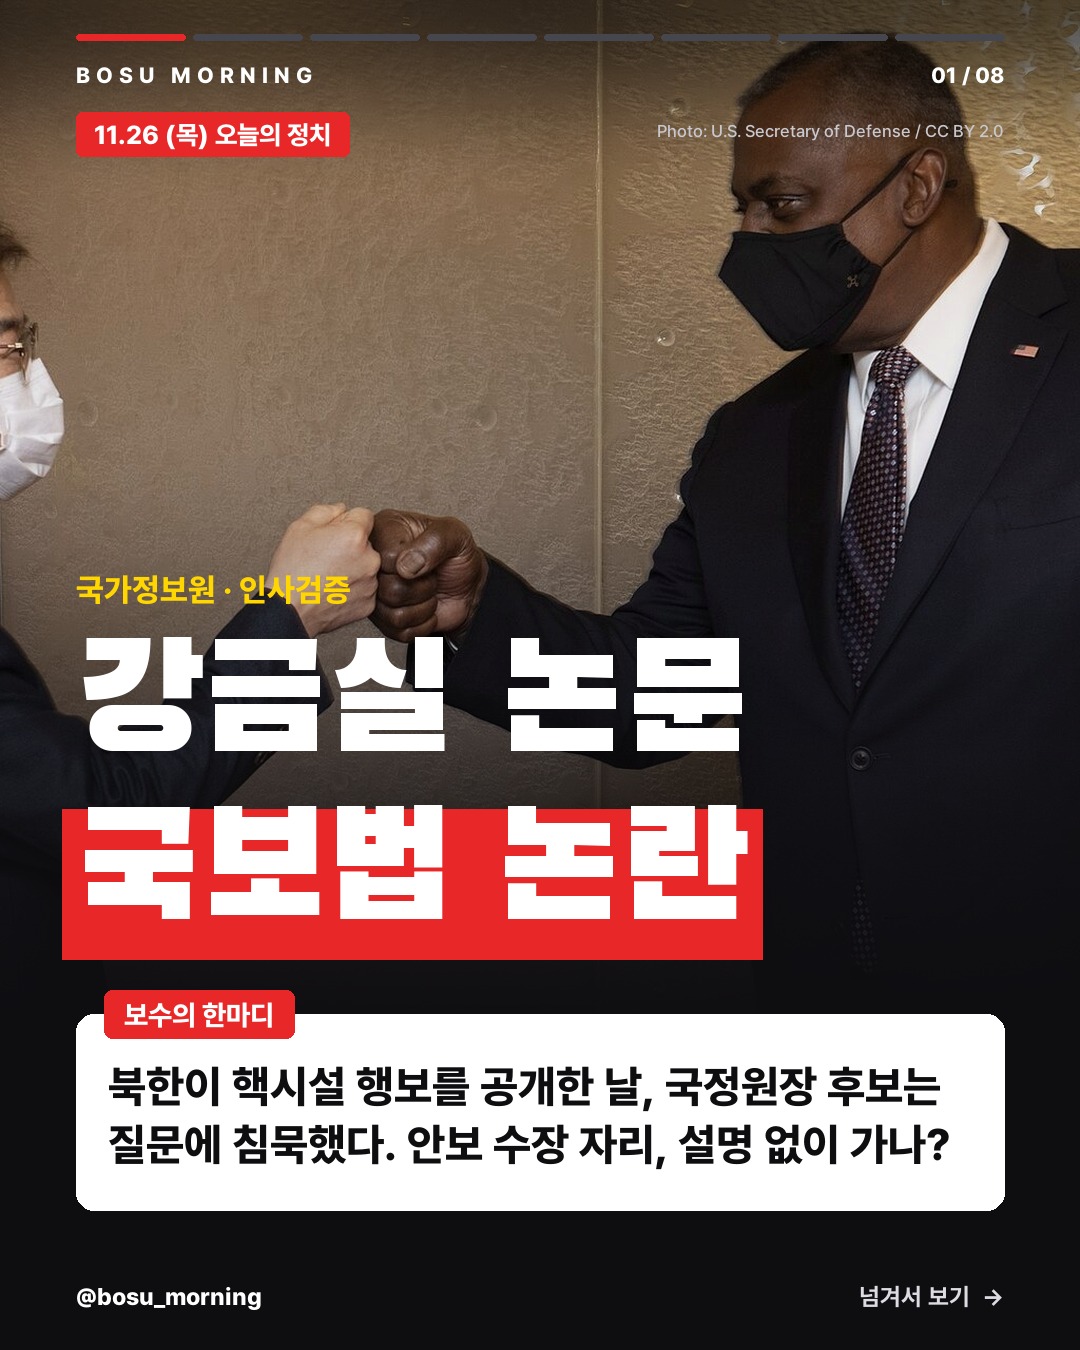 BOSU MORNING
01 / 08
11.26 (목) 오늘의 정치
Photo: U.S. Secretary of Defense / CC BY 2.0
국가정보원 · 인사검증
강금실 논문
국보법 논란
보수의 한마디
북한이 핵시설 행보를 공개한 날, 국정원장 후보는
질문에 침묵했다. 안보 수장 자리, 설명 없이 가나?
@bosu_morning
넘겨서 보기 →